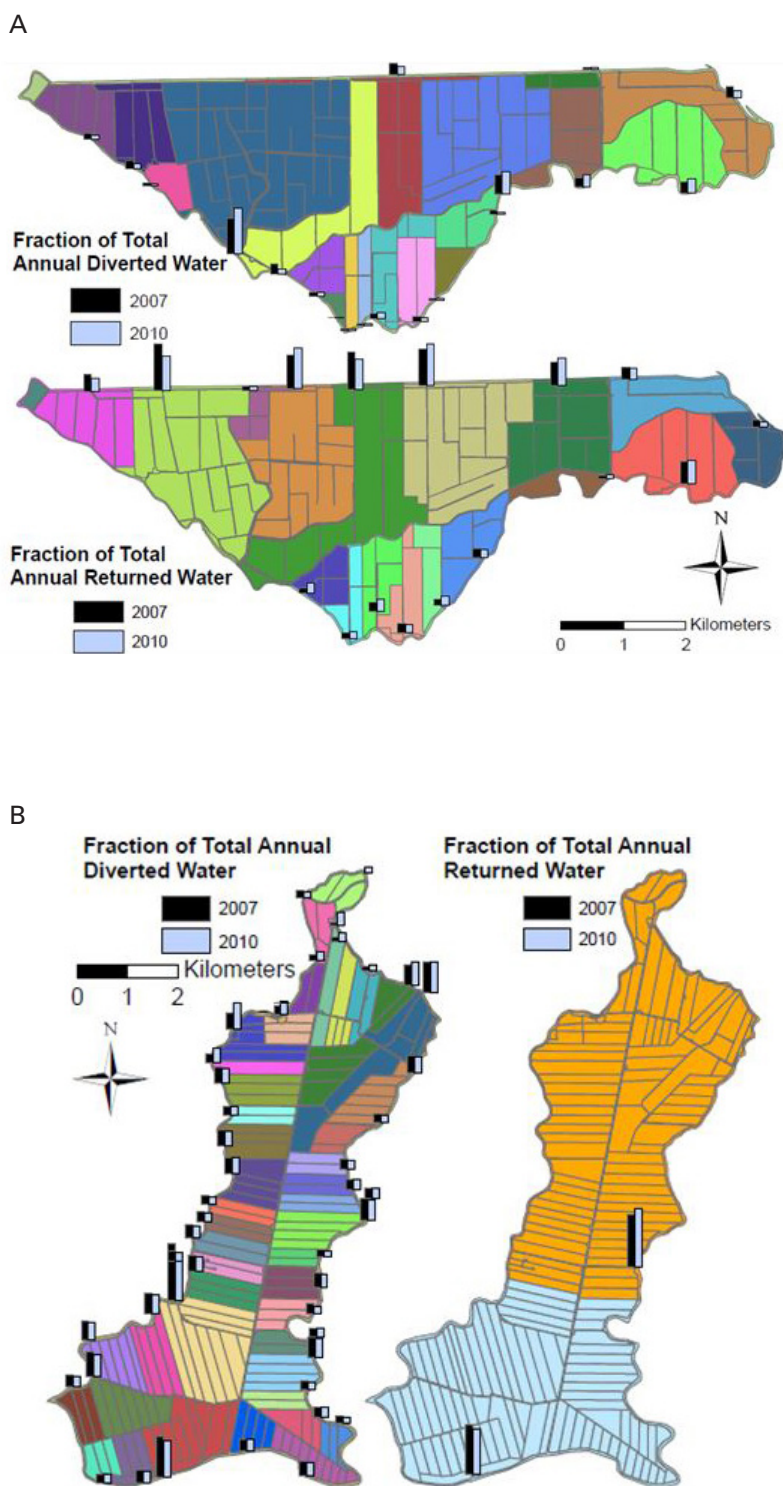 A
Fraction of Total
Annual Diverted Water
2007
2010
Fraction of Total
Annual Returned Water
2007
2010
N
Kilometers
0 1 2
B
Fraction of Total Annual
Diverted Water
2007
2010
Kilometers
0 1 2
N
Fraction of Total Annual
Returned Water
2007
2010